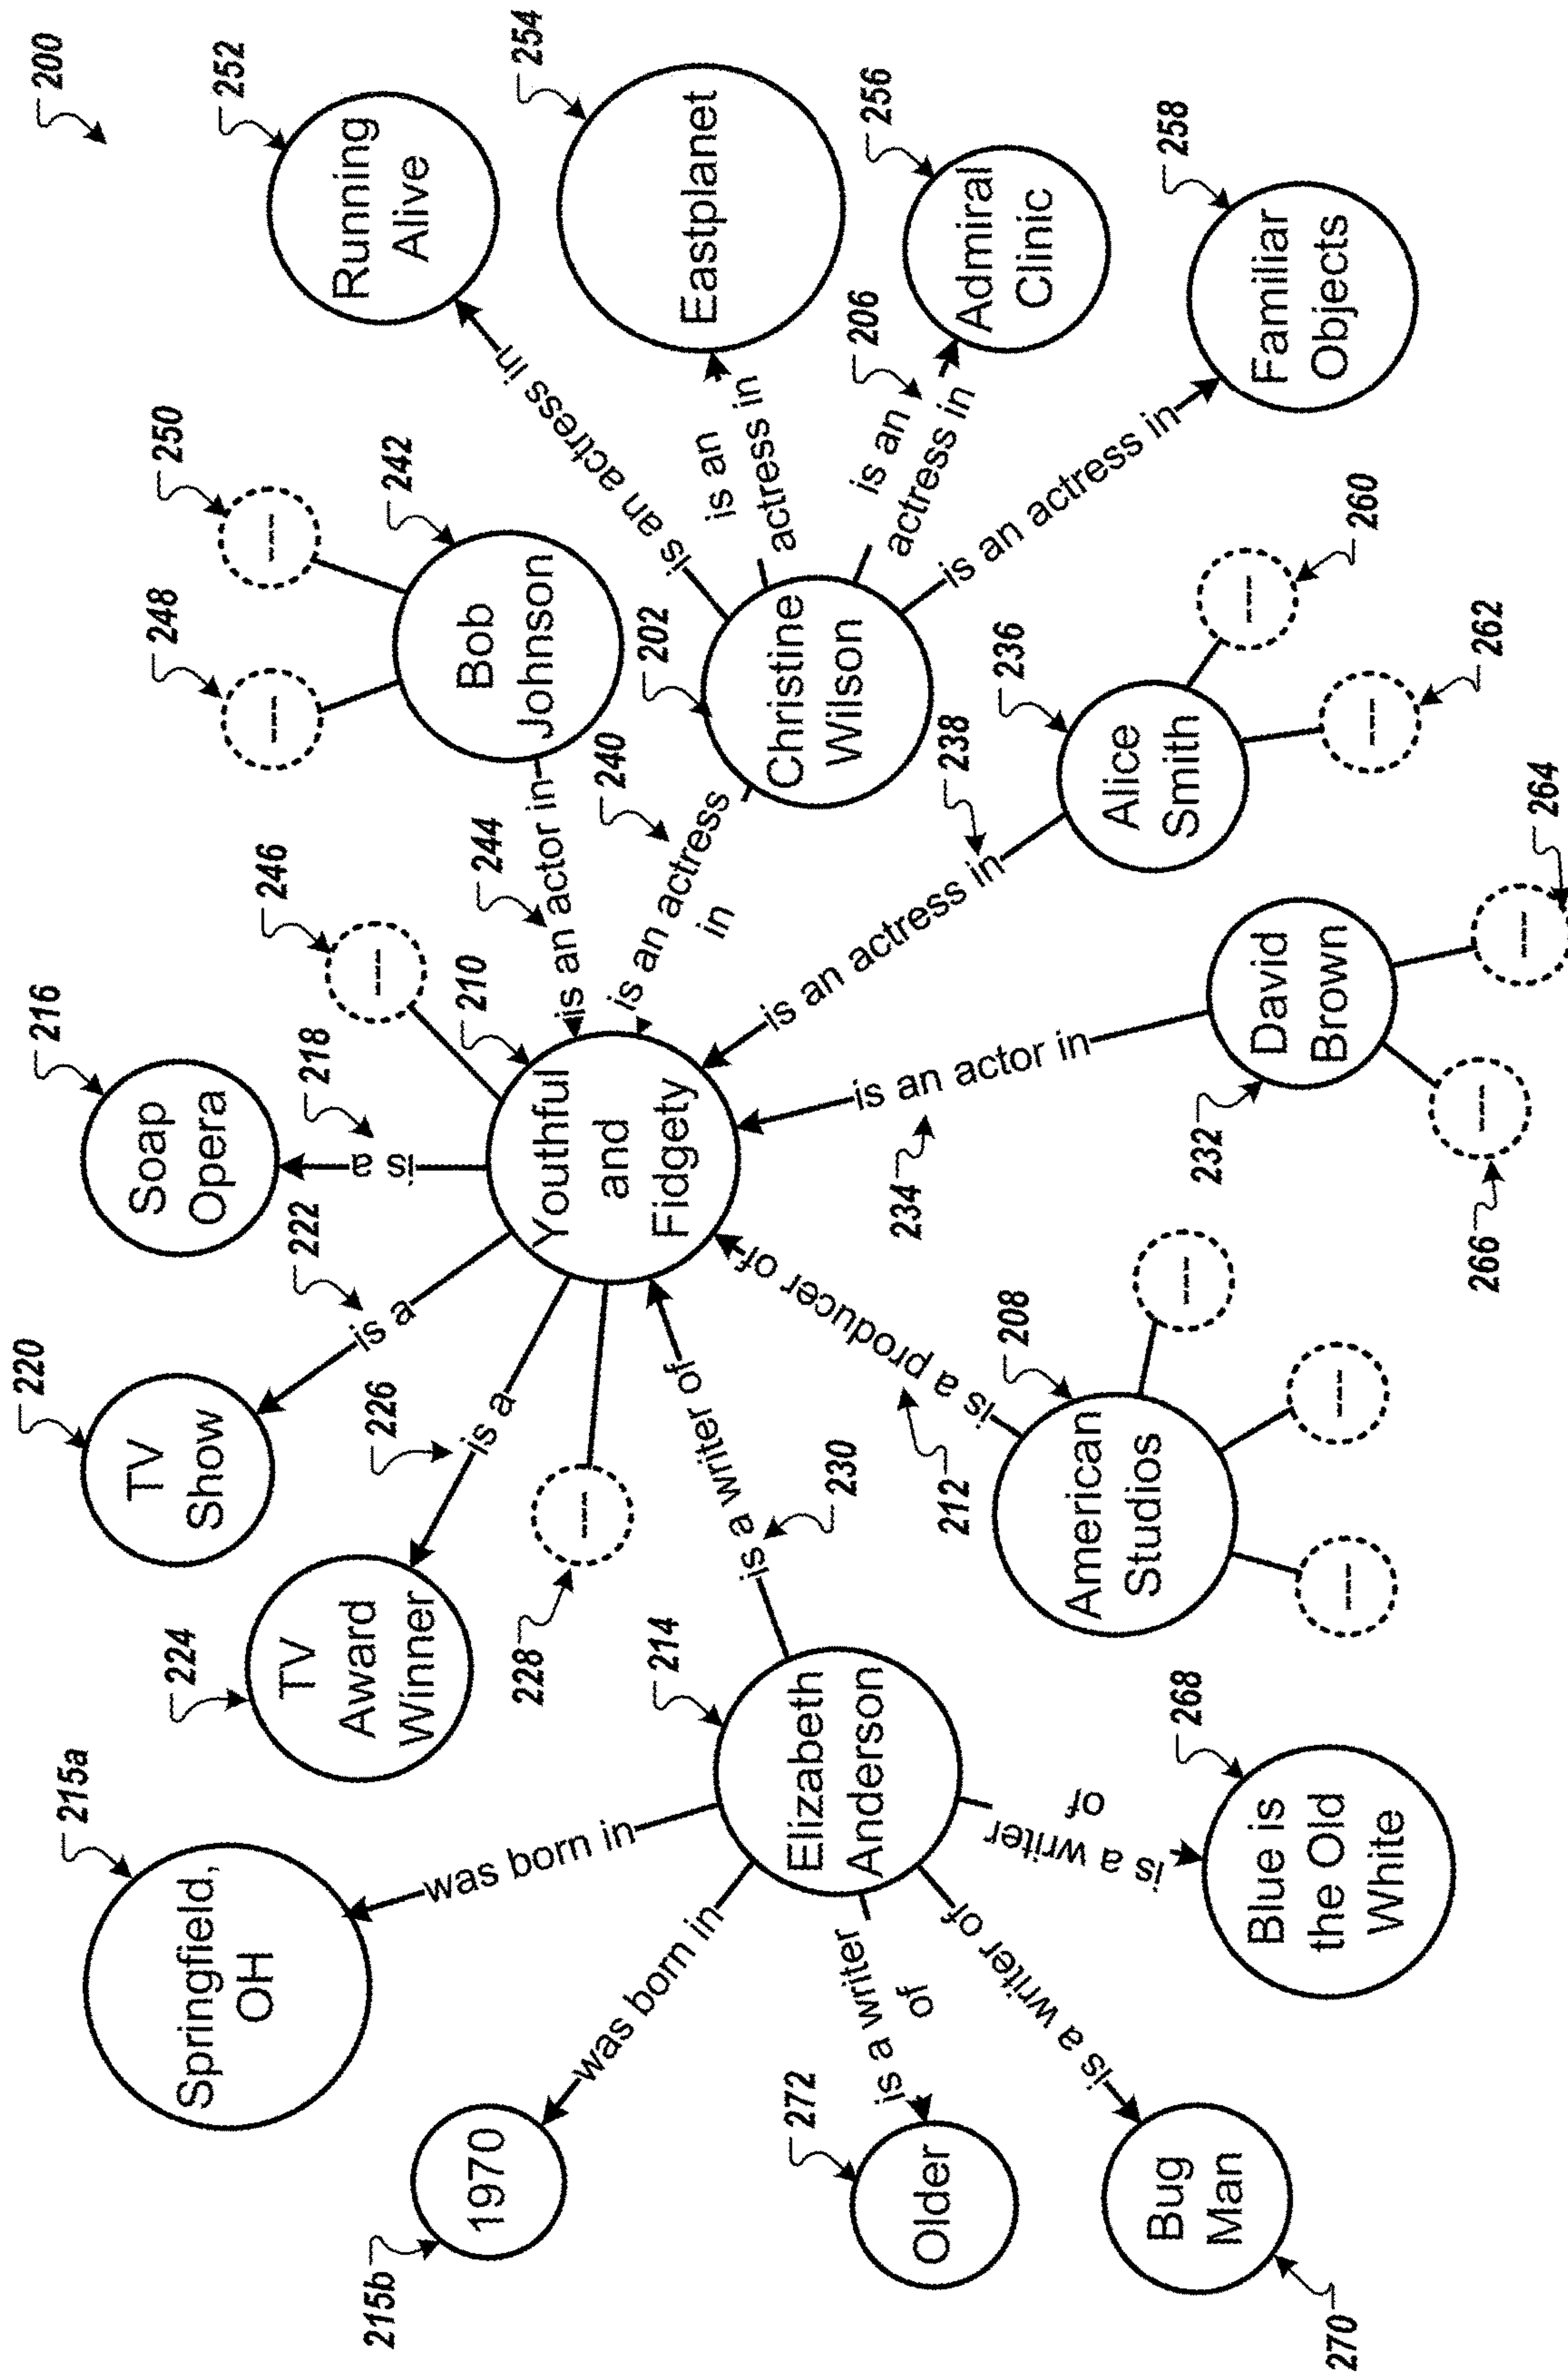 200
215a
Springfield,
OH
was born in
215b
1970
was born in
224
TV
Award
Winner
226
is a
220
TV
Show
222
is a
216
Soap
Opera
218
is a
246
---
228
---
210
Youthful
and
Fidgety
214
Elizabeth
Anderson
is a writer of
230
272
Older
is a writer
of
270
Bug
Man
is a writer of
268
Blue is
the Old
White
is a writer
of
208
American
Studios
is a producer of
212
---
---
---
234
is an actor in
232
David
Brown
266
---
264
---
238
is an actress in
236
Alice
Smith
260
---
262
---
240
is an actress
in
244
is an actor in
242
Bob
Johnson
248
---
250
---
202
Christine
Wilson
is an actress in
252
Running
Alive
is an
actress in
254
Eastplanet
206
is an
actress in
256
Admiral
Clinic
is an actress in
258
Familiar
Objects